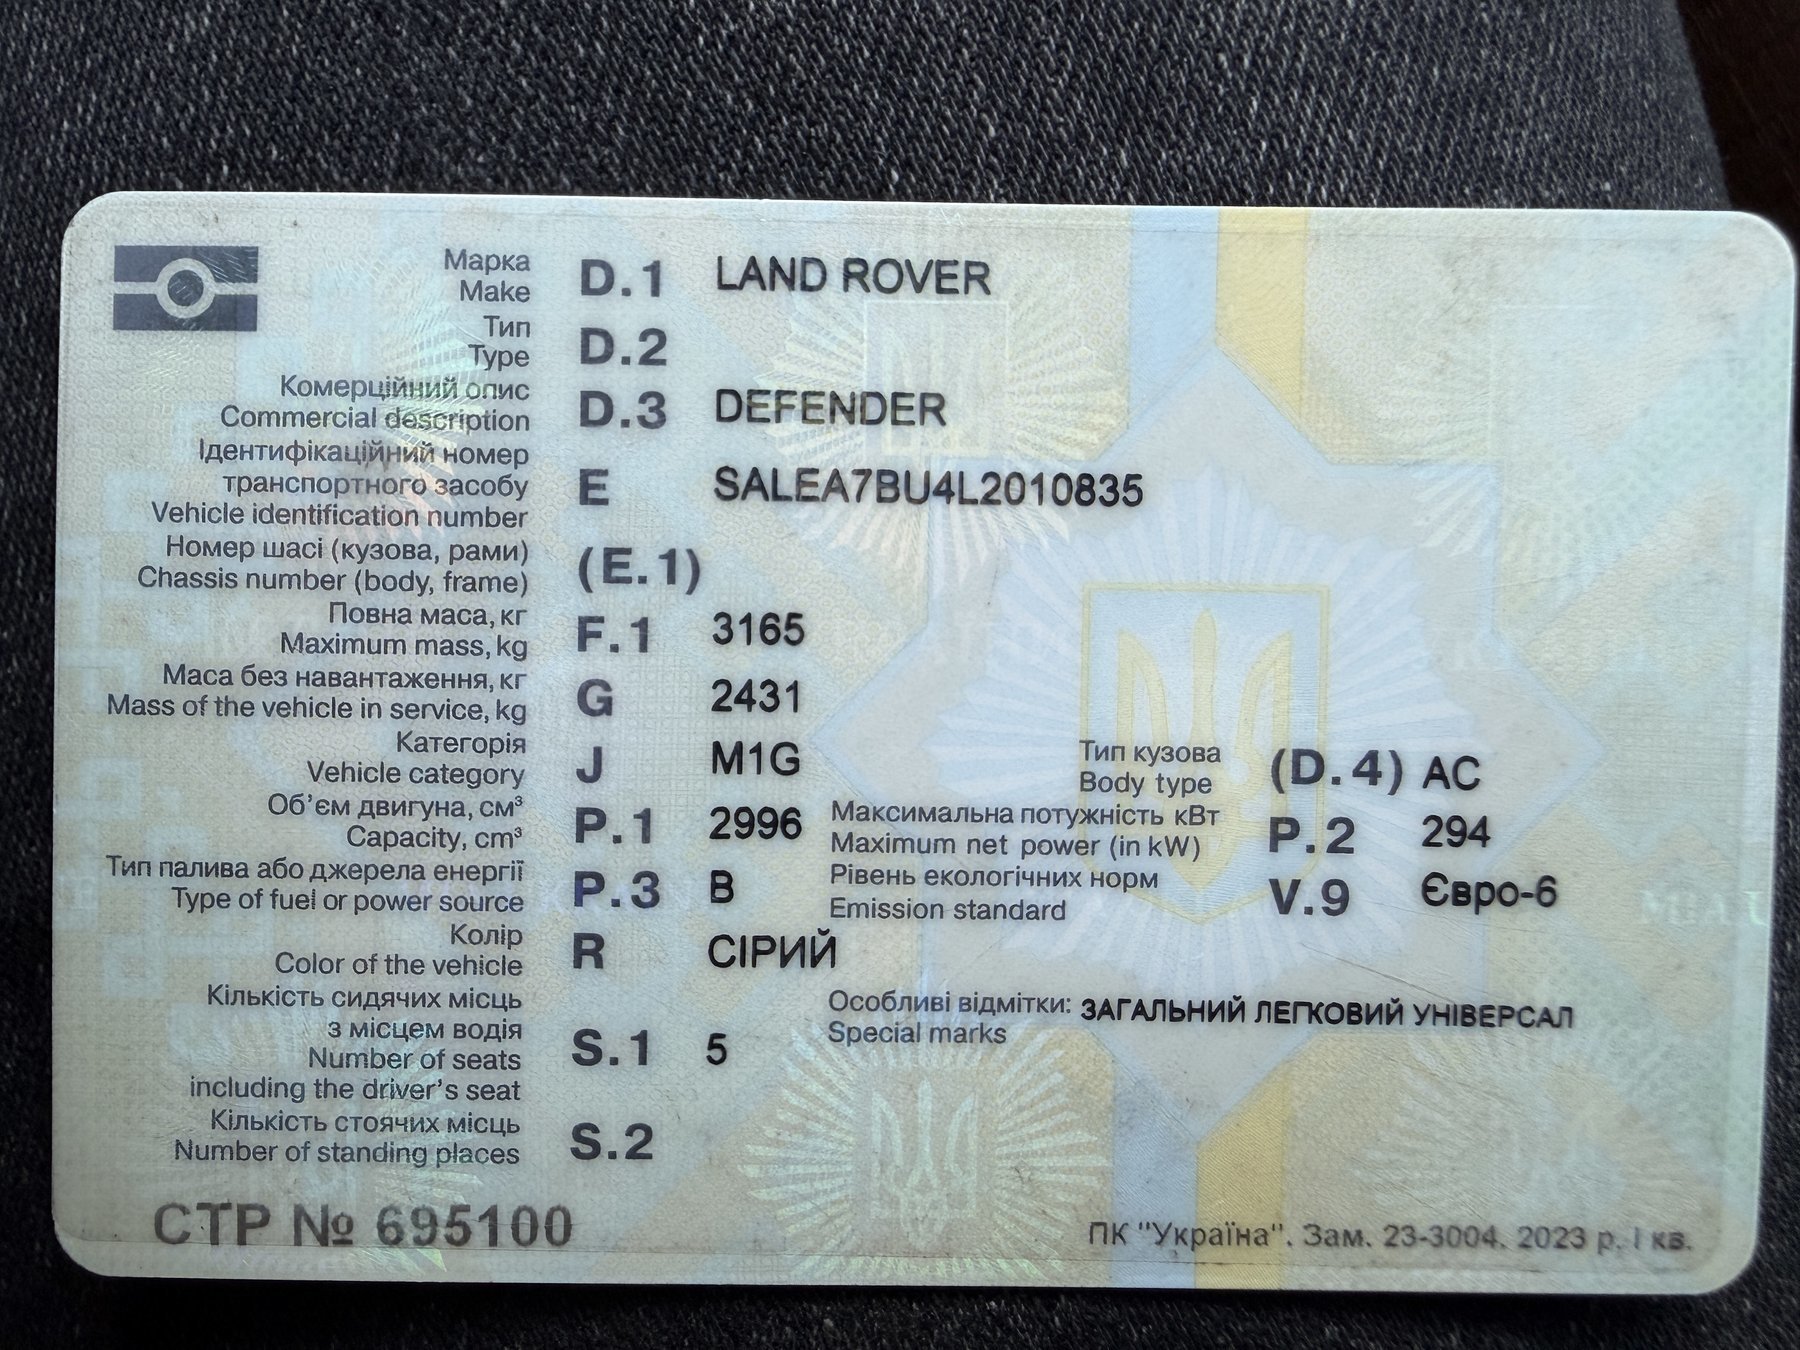 Марка
Make
D.1 LAND ROVER
Тип
Type
D.2
Комерційний опис
Commercial description
D.3 DEFENDER
Ідентифікаційний номер
транспортного засобу
Vehicle identification number
E SALEA7BU4L2010835
Номер шасі (кузова, рами)
Chassis number (body, frame)
(E.1)
Повна маса, кг
Maximum mass, kg
F.1 3165
Маса без навантаження, кг
Mass of the vehicle in service, kg
G 2431
Категорія
Vehicle category
J M1G
Тип кузова
Body type
(D.4) АС
Об'єм двигуна, см³
Capacity, cm³
P.1 2996
Максимальна потужність кВт
Maximum net power (in kW)
P.2 294
Тип палива або джерела енергії
Type of fuel or power source
P.3 B
Рівень екологічних норм
Emission standard
V.9 Євро-6
Колір
Color of the vehicle
R СІРИЙ
Кількість сидячих місць
з місцем водія
Number of seats
including the driver's seat
S.1 5
Особливі відмітки: ЗАГАЛЬНИЙ ЛЕГКОВИЙ УНІВЕРСАЛ
Special marks
Кількість стоячих місць
Number of standing places
S.2
СТР № 695100
ПК "Україна". Зам. 23-3004. 2023 р. І кв.